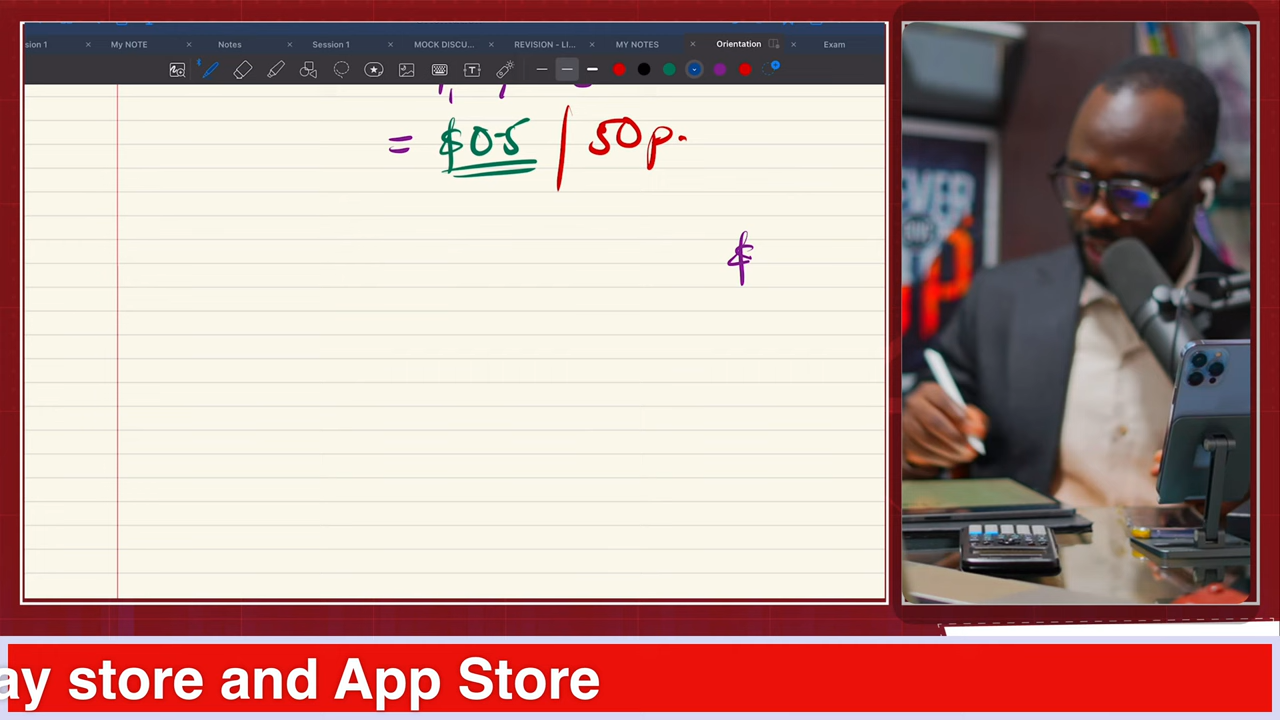 sion 1 My NOTE Notes Session 1 MOCK DISCU... REVISION - LI... MY NOTES Orientation Exam
= $0.5 | 50p.
$
EVER
P
ay store and App Store